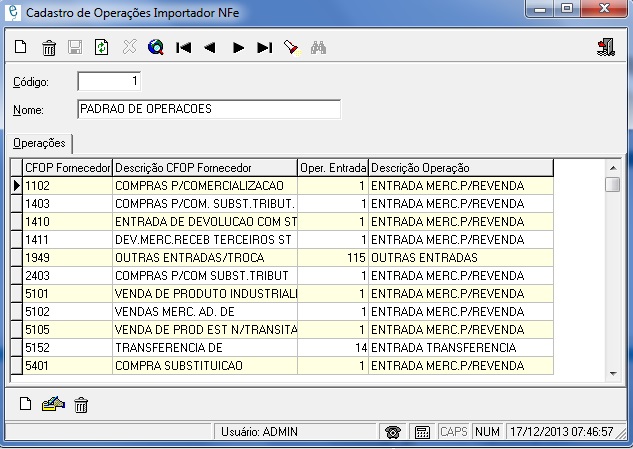 Cadastro de Operações Importador NFe
Código: 1
Nome: PADRAO DE OPERACOES
Operações
CFOP Fornecedor Descrição CFOP Fornecedor Oper. Entrada Descrição Operação
1102 COMPRAS P/COMERCIALIZACAO 1 ENTRADA MERC.P/REVENDA
1403 COMPRAS P/COM. SUBST.TRIBUT. 1 ENTRADA MERC.P/REVENDA
1410 ENTRADA DE DEVOLUCAO COM ST 1 ENTRADA MERC.P/REVENDA
1411 DEV.MERC.RECEB TERCEIROS ST 1 ENTRADA MERC.P/REVENDA
1949 OUTRAS ENTRADAS/TROCA 115 OUTRAS ENTRADAS
2403 COMPRAS P/COM SUBST.TRIBUT 1 ENTRADA MERC.P/REVENDA
5101 VENDA DE PRODUTO INDUSTRIALI 1 ENTRADA MERC.P/REVENDA
5102 VENDAS MERC. AD. DE 1 ENTRADA MERC.P/REVENDA
5105 VENDA DE PROD EST N/TRANSITA 1 ENTRADA MERC.P/REVENDA
5152 TRANSFERENCIA DE 14 ENTRADA TRANSFERENCIA
5401 COMPRA SUBSTITUICAO 1 ENTRADA MERC.P/REVENDA
Usuário: ADMIN CAPS NUM 17/12/2013 07:46:57